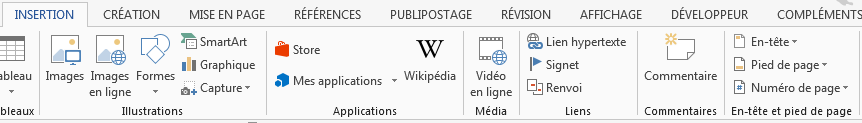 INSERTION CRÉATION MISE EN PAGE RÉFÉRENCES PUBLIPOSTAGE RÉVISION AFFICHAGE DÉVELOPPEUR COMPLÉMENTS
ableau
Images
Images
en ligne
Formes
SmartArt
Graphique
Capture
Store
Mes applications
W
Wikipédia
Vidéo
en ligne
Lien hypertexte
Signet
Renvoi
Commentaire
En-tête
Pied de page
Numéro de page
bleaux
Illustrations
Applications
Média
Liens
Commentaires
En-tête et pied de page